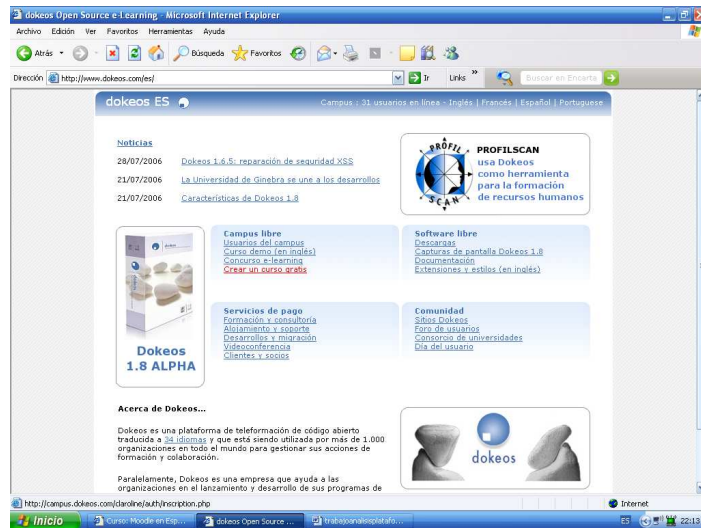 dokeos Open Source e-Learning - Microsoft Internet Explorer
Archivo Edición Ver Favoritos Herramientas Ayuda
Atrás Búsqueda Favoritos
Dirección http://www.dokeos.com/es/ Ir Links » Buscar en Encarta
dokeos ES Campus : 31 usuarios en línea - Inglés | Francés | Español | Portuguese
Noticias
28/07/2006 Dokeos 1.6.5: reparación de seguridad XSS
21/07/2006 La Universidad de Ginebra se une a los desarrollos
21/07/2006 Características de Dokeos 1.8
PROFIL
SCAN
PROFILSCAN
usa Dokeos
como herramienta
para la formación
de recursos humanos
Campus libre
Usuarios del campus
Curso demo (en inglés)
Concurso e-learning
Crear un curso gratis
Software libre
Descargas
Capturas de pantalla Dokeos 1.8
Documentación
Extensiones y estilos (en inglés)
Dokeos
1.8 ALPHA
Servicios de pago
Formación y consultoría
Alojamiento y soporte
Desarrollos y migración
Videoconferencia
Clientes y socios
Comunidad
Sitios Dokeos
Foro de usuarios
Consorcio de universidades
Día del usuario
Acerca de Dokeos...
Dokeos es una plataforma de teleformación de código abierto
traducida a 34 idiomas y que está siendo utilizada por más de 1.000
organizaciones en todo el mundo para gestionar sus acciones de
formación y colaboración.
Paralelamente, Dokeos es una empresa que ayuda a las
organizaciones en el lanzamiento y desarrollo de sus programas de
dokeos
http://campus.dokeos.com/claroline/auth/inscription.php Internet
Inicio Curso: Moodle en Esp... dokeos Open Source ... trabajoanalisisplatafo... ES 22:13